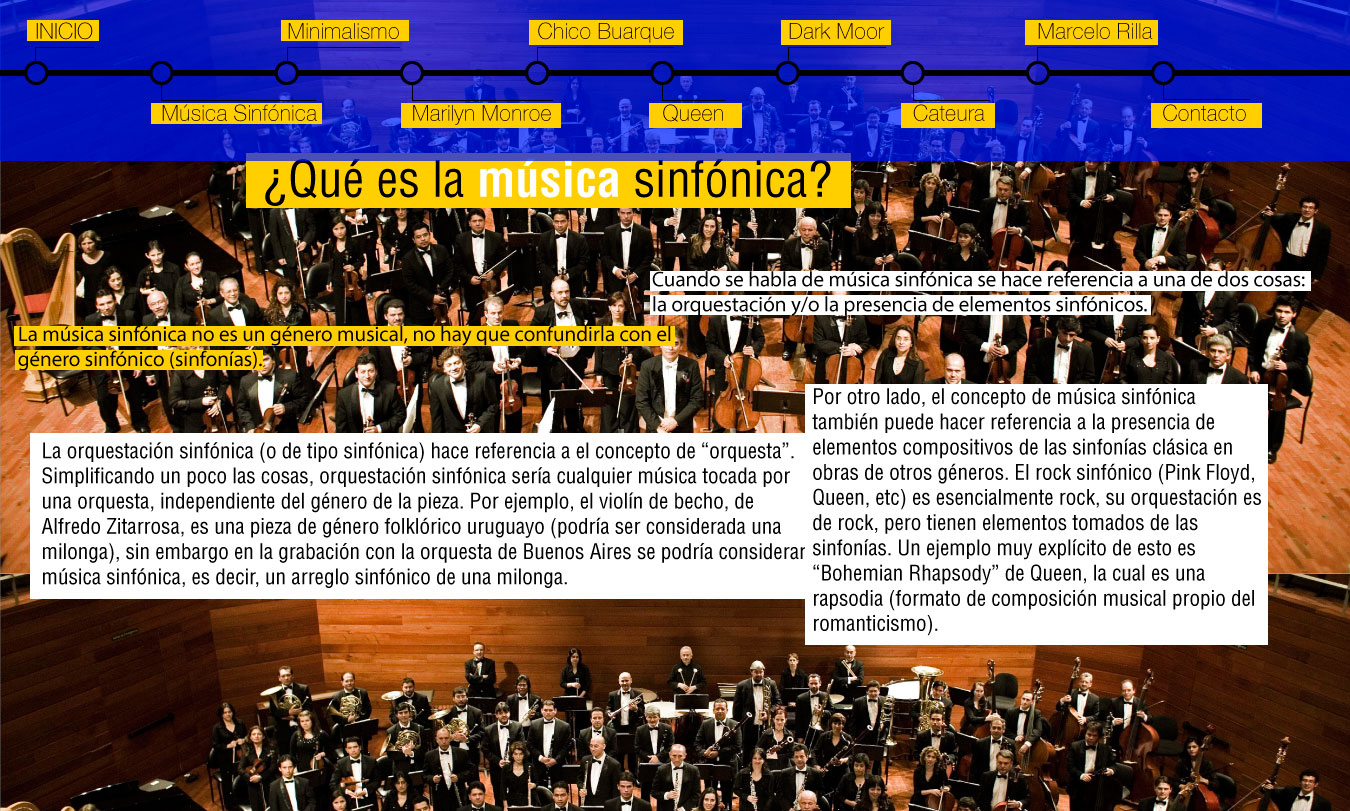 INICIO
Minimalismo
Chico Buarque
Dark Moor
Marcelo Rilla
Música Sinfónica
Marilyn Monroe
Queen
Cateura
Contacto
¿Qué es la música sinfónica?
Cuando se habla de música sinfónica se hace referencia a una de dos cosas:
la orquestación y/o la presencia de elementos sinfónicos.
La música sinfónica no es un género musical, no hay que confundirla con el
género sinfónico (sinfonías).
La orquestación sinfónica (o de tipo sinfónica) hace referencia a el concepto de “orquesta”.
Simplificando un poco las cosas, orquestación sinfónica sería cualquier música tocada por
una orquesta, independiente del género de la pieza. Por ejemplo, el violín de becho, de
Alfredo Zitarrosa, es una pieza de género folklórico uruguayo (podría ser considerada una
milonga), sin embargo en la grabación con la orquesta de Buenos Aires se podría considerar
música sinfónica, es decir, un arreglo sinfónico de una milonga.
Por otro lado, el concepto de música sinfónica
también puede hacer referencia a la presencia de
elementos compositivos de las sinfonías clásica en
obras de otros géneros. El rock sinfónico (Pink Floyd,
Queen, etc) es esencialmente rock, su orquestación es
de rock, pero tienen elementos tomados de las
sinfonías. Un ejemplo muy explícito de esto es
“Bohemian Rhapsody” de Queen, la cual es una
rapsodia (formato de composición musical propio del
romanticismo).